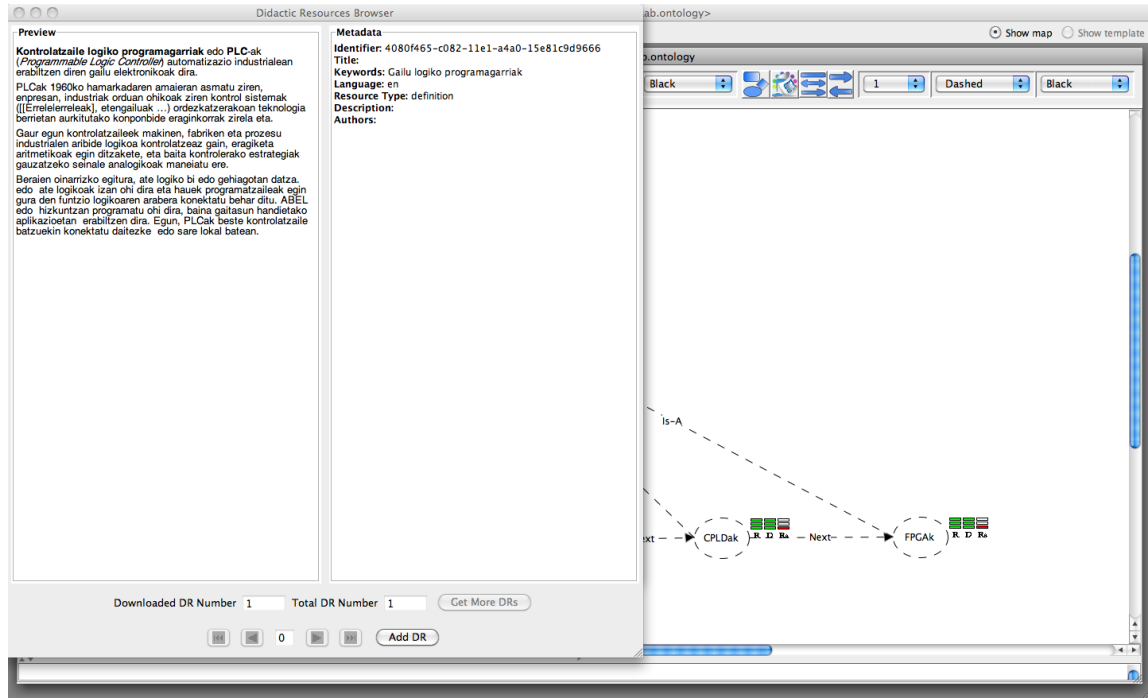 Didactic Resources Browser
ab.ontology>
Show map
Show template
Preview
Kontrolatzaile logiko programagarriak edo PLC-ak
(Programmable Logic Controller) automatizazio industrialean
erabiltzen diren gailu elektronikoak dira.
PLCak 1960ko hamarkadaren amaieran asmatu ziren,
enpresan, industriak orduan ohikoak ziren kontrol sistemak
([[Errelelerreleak], etengailuak ...) ordezkatzerakoan teknologia
berrietan aurkitutako konponbide eraginkorrak zirela eta.
Gaur egun kontrolatzaileek makinen, fabriken eta prozesu
industrialen aribide logikoa kontrolatzeaz gain, eragiketa
aritmetikoak egin ditzakete, eta baita kontrolerako estrategiak
gauzatzeko seinale analogikoak maneiatu ere.
Beraien oinarrizko egitura, ate logiko bi edo gehiagotan datza.
edo ate logikoak izan ohi dira eta hauek programatzaileak egin
gura den funtzio logikoaren arabera konektatu behar ditu. ABEL
edo hizkuntzan programatu ohi dira, baina gaitasun handietako
aplikazioetan erabiltzen dira. Egun, PLCak beste kontrolatzaile
batzuekin konektatu daitezke edo sare lokal batean.
Metadata
Identifier: 4080f465-c082-11e1-a4a0-15e81c9d9666
Title:
Keywords: Gailu logiko programagarriak
Language: en
Resource Type: definition
Description:
Authors:
b.ontology
Black
1
Dashed
Black
Is-A
ext
CPLDak
R D Ra
Next
FPGAk
R D Ra
Downloaded DR Number 1 Total DR Number 1 Get More DRs
0 Add DR